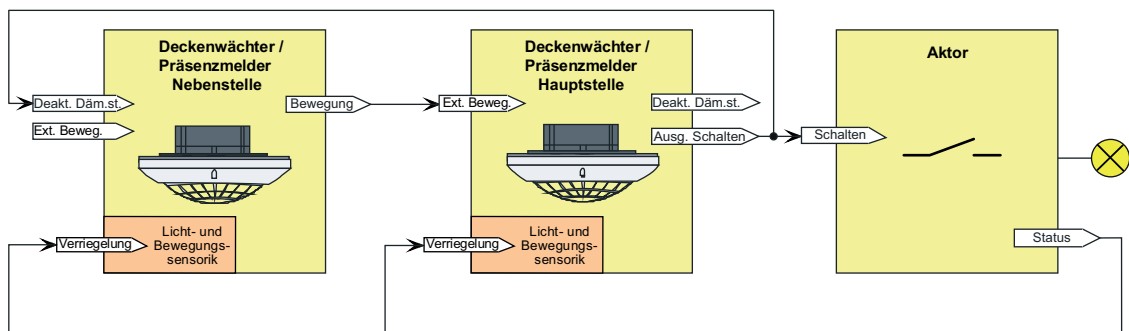 Deckenwächter /
Präsenzmelder
Nebenstelle
Deakt. Däm.st.
Ext. Beweg.
Bewegung
Verriegelung
Licht- und
Bewegungs-
sensorik
Deckenwächter /
Präsenzmelder
Hauptstelle
Ext. Beweg.
Deakt. Däm.st.
Ausg. Schalten
Verriegelung
Licht- und
Bewegungs-
sensorik
Aktor
Schalten
Status